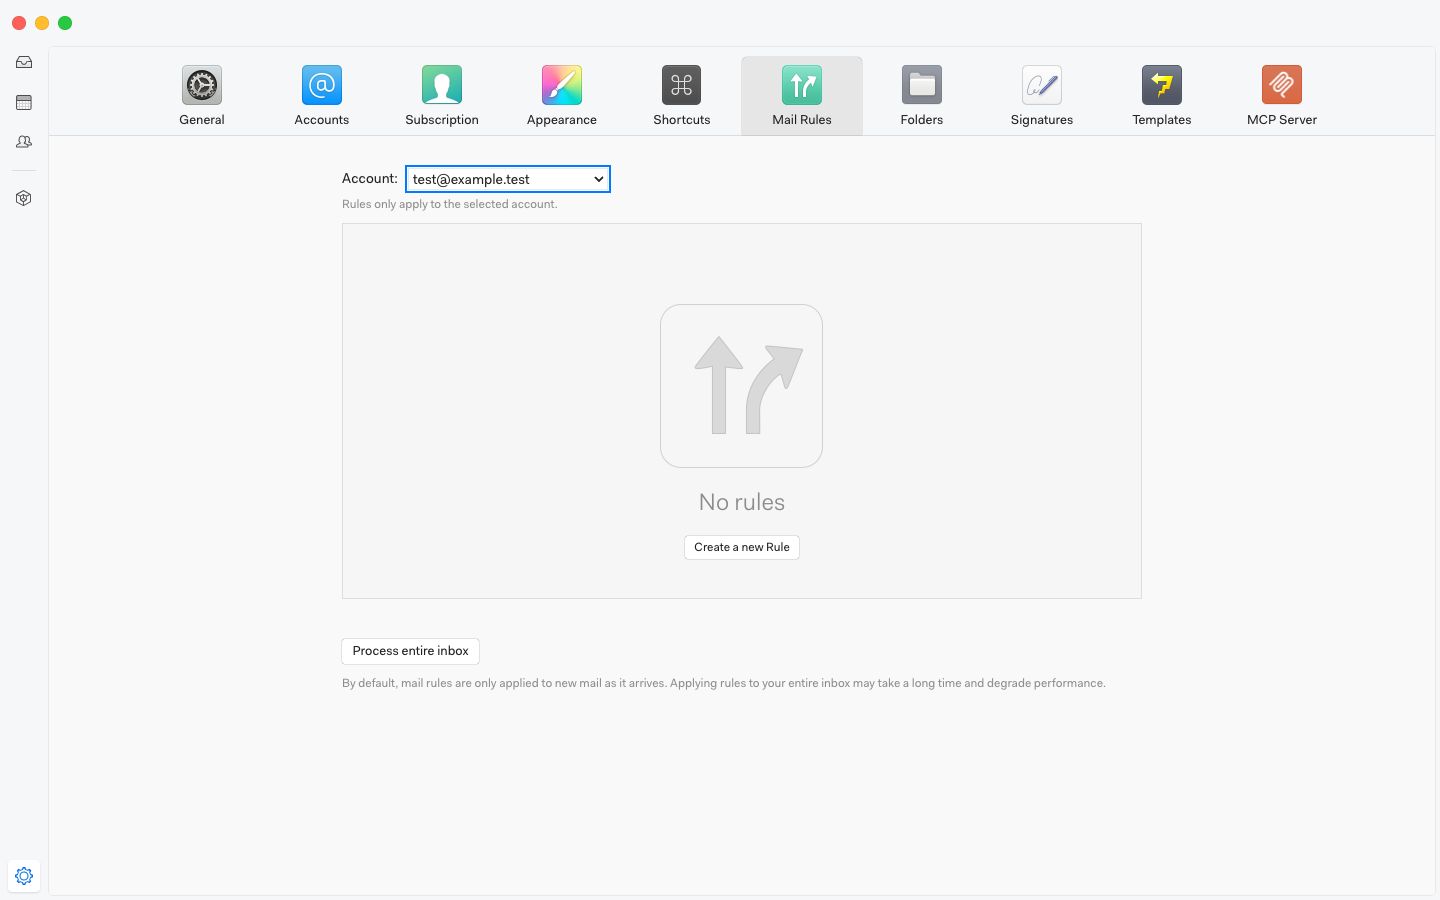 General
Accounts
Subscription
Appearance
Shortcuts
Mail Rules
Folders
Signatures
Templates
MCP Server
Account: test@example.test
Rules only apply to the selected account.
No rules
Create a new Rule
Process entire inbox
By default, mail rules are only applied to new mail as it arrives. Applying rules to your entire inbox may take a long time and degrade performance.